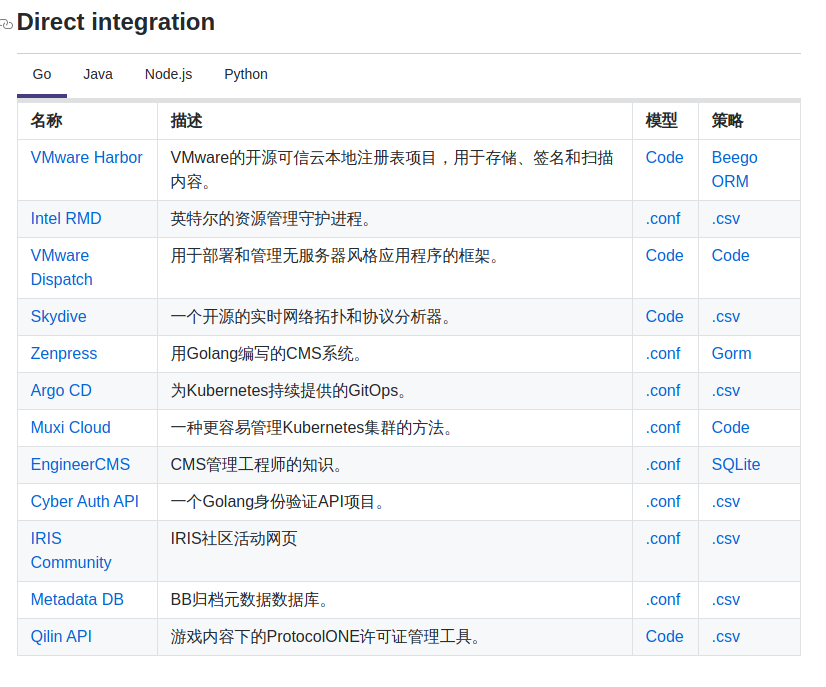 Direct integration
Go Java Node.js Python
名称 描述 模型 策略
VMware Harbor VMware的开源可信云本地注册表项目，用于存储、签名和扫描 Code Beego
内容。 ORM
Intel RMD 英特尔的资源管理守护进程。 .conf .csv
VMware 用于部署和管理无服务器风格应用程序的框架。 Code Code
Dispatch
Skydive 一个开源的实时网络拓扑和协议分析器。 Code .csv
Zenpress 用Golang编写的CMS系统。 .conf Gorm
Argo CD 为Kubernetes持续提供的GitOps。 .conf .csv
Muxi Cloud 一种更容易管理Kubernetes集群的方法。 .conf Code
EngineerCMS CMS管理工程师的知识。 .conf SQLite
Cyber Auth API 一个Golang身份验证API项目。 .conf .csv
IRIS IRIS社区活动网页 .conf .csv
Community
Metadata DB BB归档元数据数据库。 .conf .csv
Qilin API 游戏内容下的ProtocolONE许可证管理工具。 Code .csv